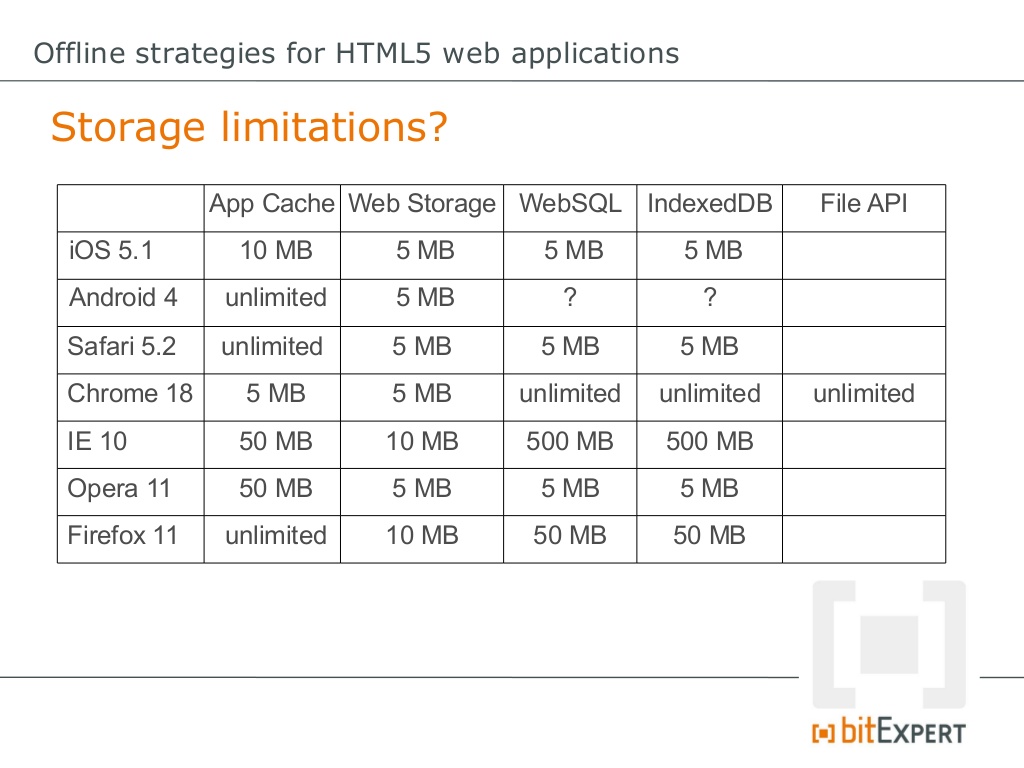 Offline strategies for HTML5 web applications
Storage limitations?
App Cache Web Storage WebSQL IndexedDB File API
iOS 5.1 10 MB 5 MB 5 MB 5 MB
Android 4 unlimited 5 MB ? ?
Safari 5.2 unlimited 5 MB 5 MB 5 MB
Chrome 18 5 MB 5 MB unlimited unlimited unlimited
IE 10 50 MB 10 MB 500 MB 500 MB
Opera 11 50 MB 5 MB 5 MB 5 MB
Firefox 11 unlimited 10 MB 50 MB 50 MB
bitExpert